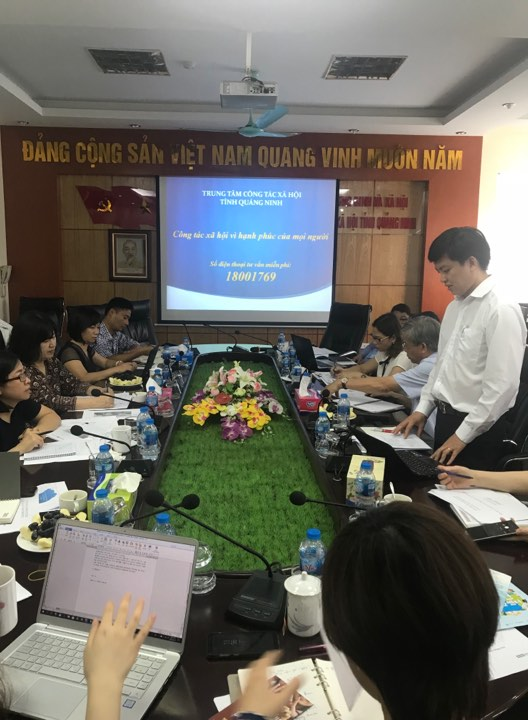 ĐẢNG CỘNG SẢN VIỆT NAM QUANG VINH MUÔN NĂM
TRUNG TÂM CÔNG TÁC XÃ HỘI
TỈNH QUẢNG NINH
Công tác xã hội vì hạnh phúc của mọi người
Số điện thoại tư vấn miễn phí
18001769